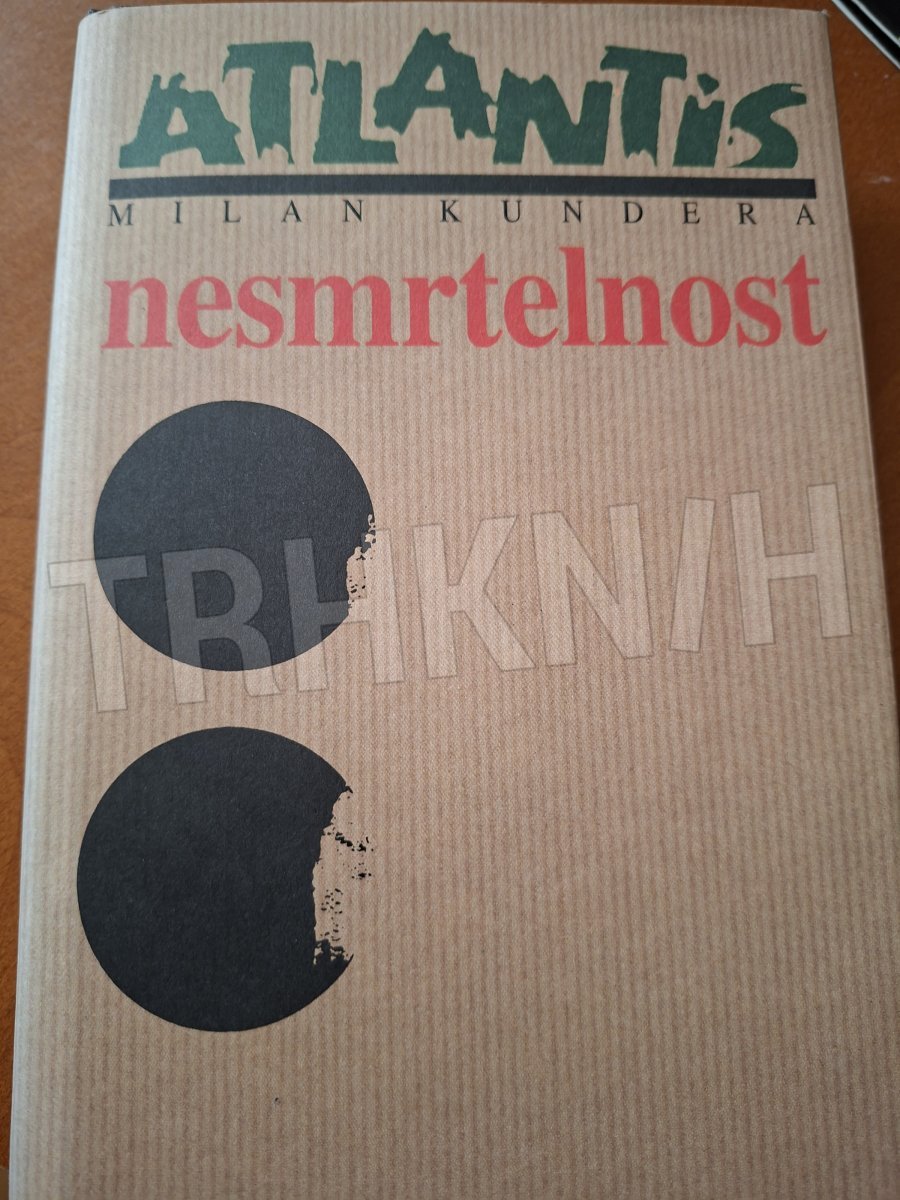 ATLANTiS
MILAN KUNDERA
nesmrtelnost
TRHKNIH